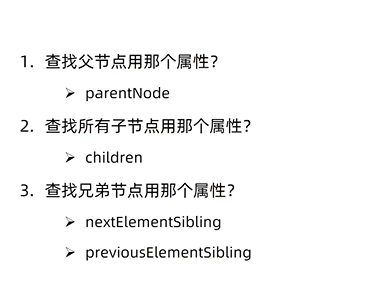 1. 查找父节点用那个属性？
➢ parentNode
2. 查找所有子节点用那个属性？
➢ children
3. 查找兄弟节点用那个属性？
➢ nextElementSibling
➢ previousElementSibling